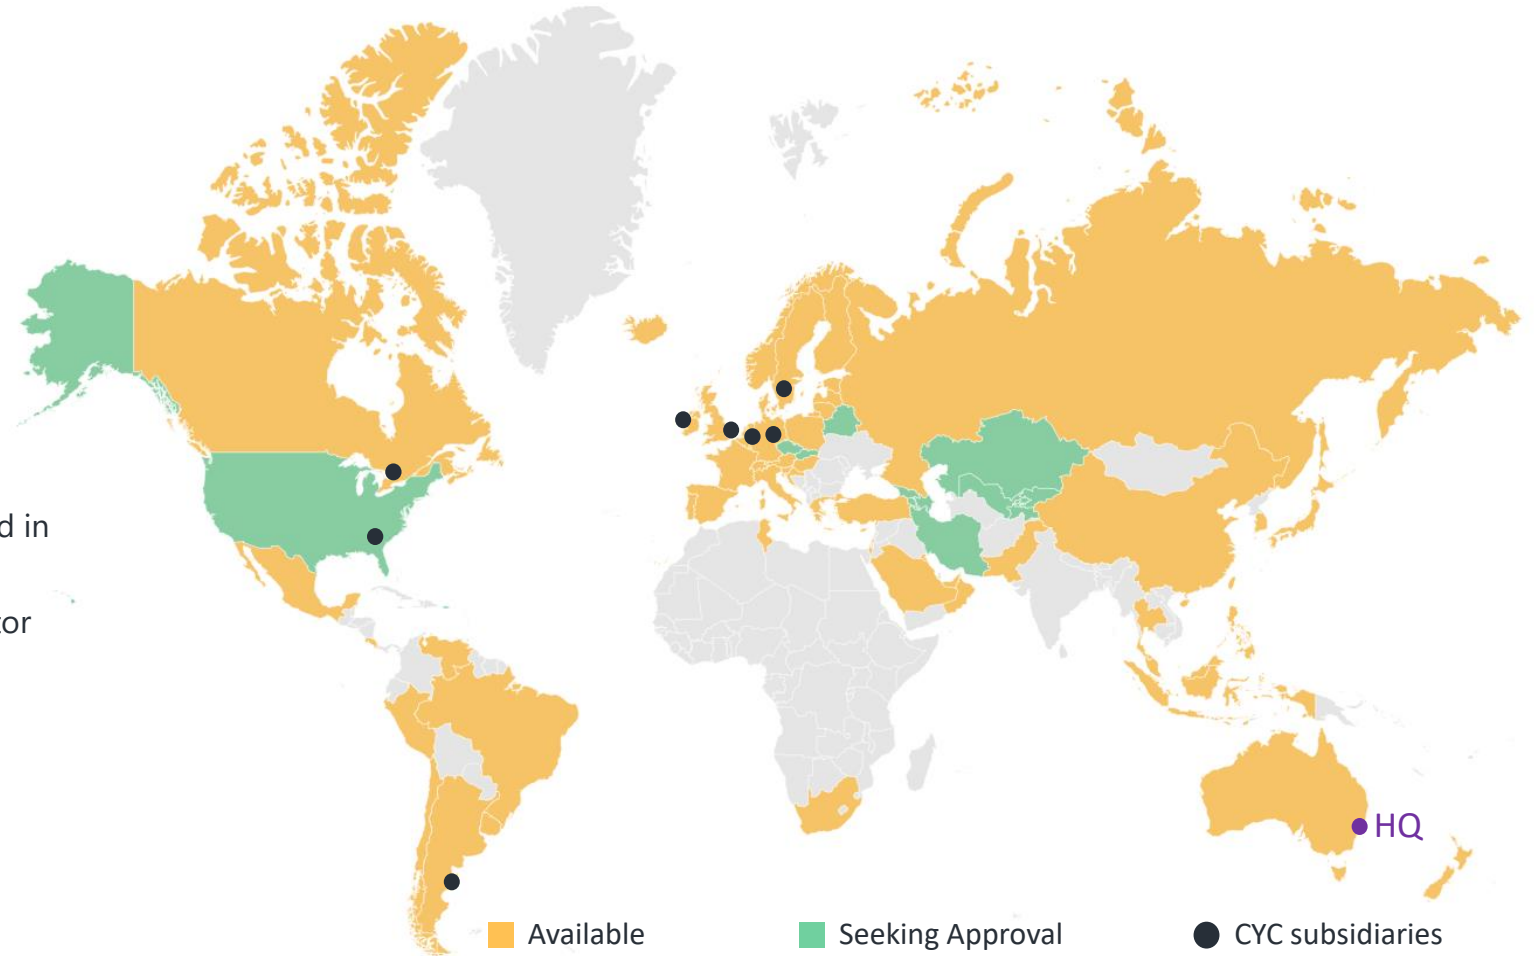 d in
tor
HQ
Available
Seeking Approval
CYC subsidiaries